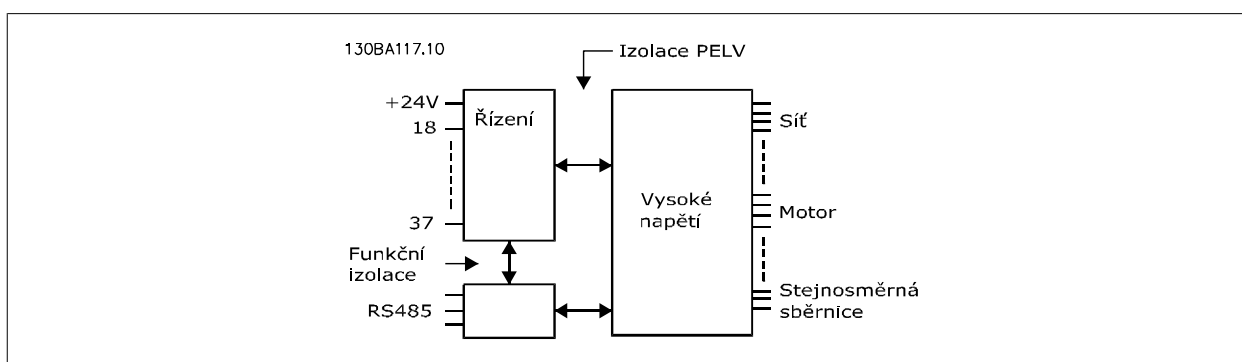 130BA117.10
Izolace PELV
+24V
Řízení
18
37
Vysoké
napětí
Síť
Motor
Funkční
izolace
RS485
Stejnosměrná
sběrnice